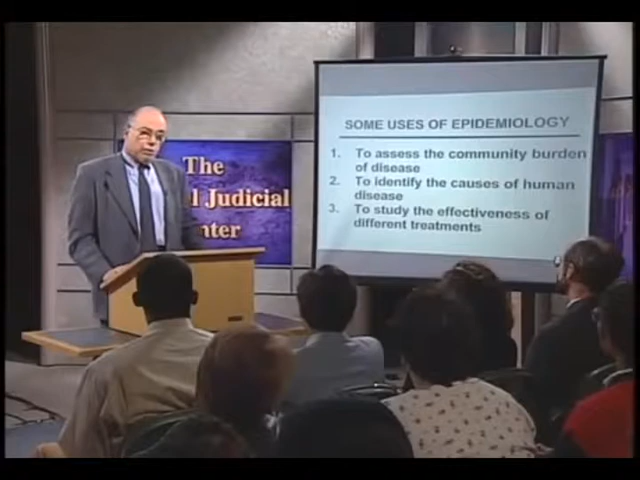 The
l Judicial
nter
SOME USES OF EPIDEMIOLOGY
1. To assess the community burden
of disease
2. To identify the causes of human
disease
3. To study the effectiveness of
different treatments